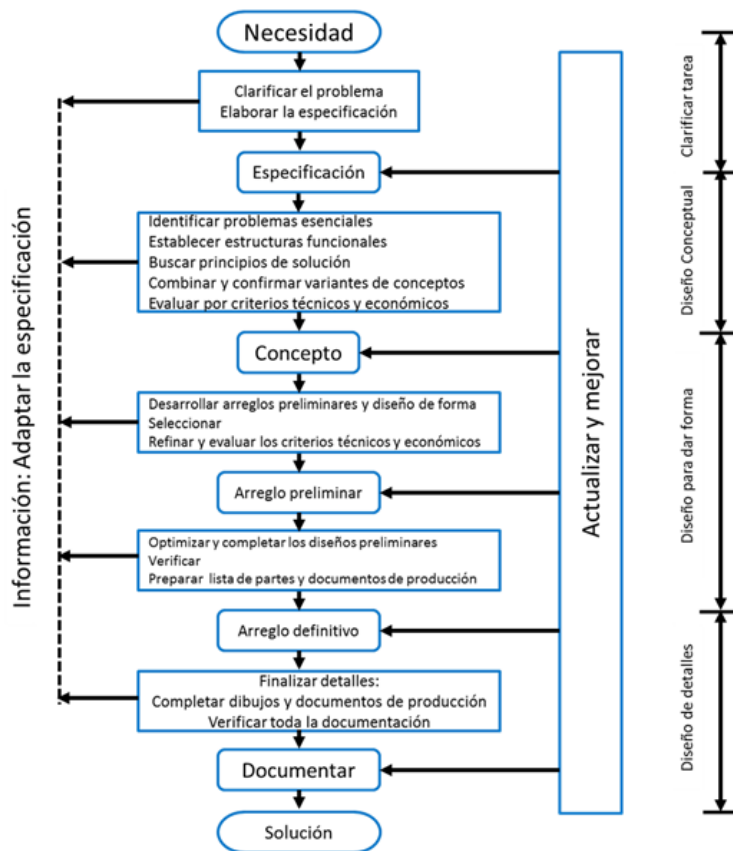 Necesidad
Clarificar el problema
Elaborar la especificación
Especificación
Identificar problemas esenciales
Establecer estructuras funcionales
Buscar principios de solución
Combinar y confirmar variantes de conceptos
Evaluar por criterios técnicos y económicos
Concepto
Desarrollar arreglos preliminares y diseño de forma
Seleccionar
Refinar y evaluar los criterios técnicos y económicos
Arreglo preliminar
Optimizar y completar los diseños preliminares
Verificar
Preparar lista de partes y documentos de producción
Arreglo definitivo
Finalizar detalles:
Completar dibujos y documentos de producción
Verificar toda la documentación
Documentar
Solución
Información: Adaptar la especificación
Actualizar y mejorar
Clarificar tarea
Diseño Conceptual
Diseño para dar forma
Diseño de detalles